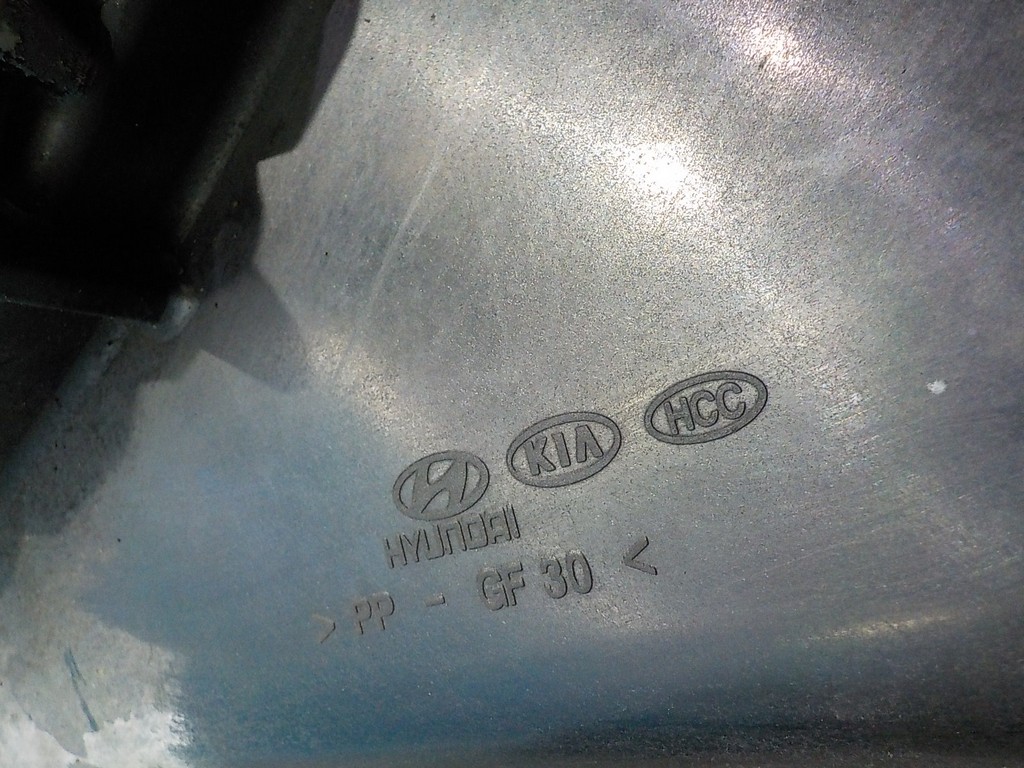 KIA HCC
HYUNDAI
>PP - GF 30<